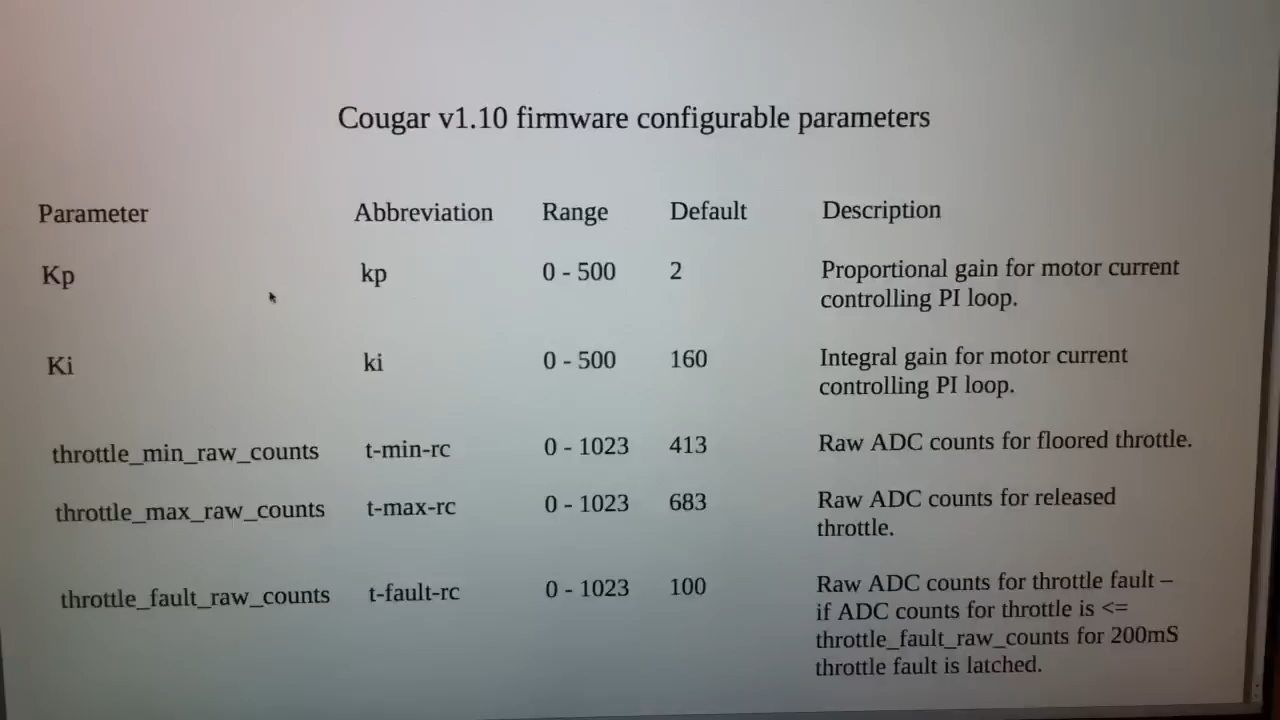 Cougar v1.10 firmware configurable parameters
Parameter Abbreviation Range Default Description
Kp kp 0 - 500 2 Proportional gain for motor current
controlling PI loop.
Ki ki 0 - 500 160 Integral gain for motor current
controlling PI loop.
throttle_min_raw_counts t-min-rc 0 - 1023 413 Raw ADC counts for floored throttle.
throttle_max_raw_counts t-max-rc 0 - 1023 683 Raw ADC counts for released
throttle.
throttle_fault_raw_counts t-fault-rc 0 - 1023 100 Raw ADC counts for throttle fault –
if ADC counts for throttle is <=
throttle_fault_raw_counts for 200mS
throttle fault is latched.